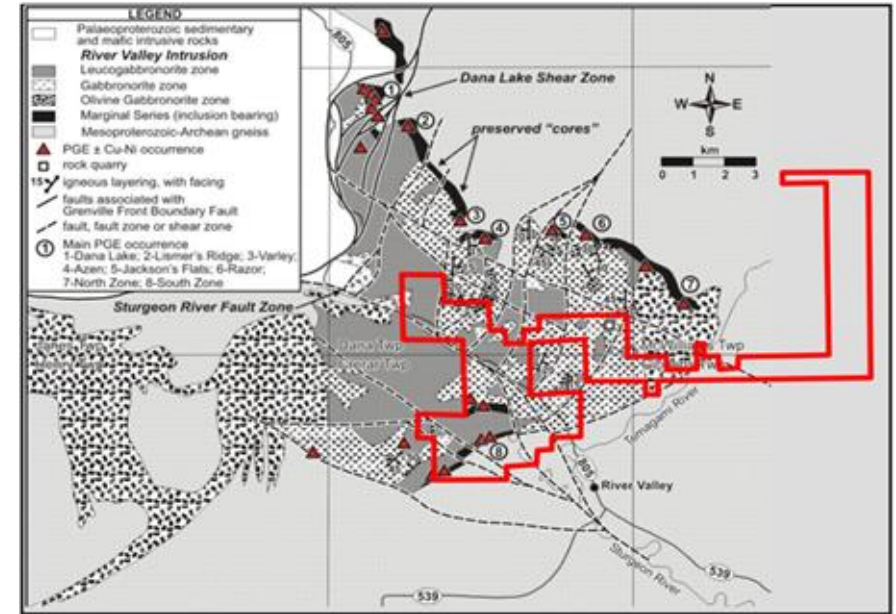 LEGEND
Palaeoproterozoic sedimentary
and mafic intrusive rocks
River Valley Intrusion
Leucogabbronorite zone
Gabbronorite zone
Olivine Gabbronorite zone
Marginal Series (inclusion bearing)
Mesoproterozoic-Archean gneiss
PGE ± Cu-Ni occurrence
rock quarry
15 igneous layering, with facing
faults associated with
Grenville Front Boundary Fault
fault, fault zone or shear zone
1 Main PGE occurrence
1-Dana Lake; 2-Lismer's Ridge; 3-Varley;
4-Azen; 5-Jackson's Flats; 6-Razor;
7-North Zone; 8-South Zone
805
Dana Lake Shear Zone
1
2
preserved "cores"
N
W E
S
km
0 1 2 3
3
4
5
6
7
Sturgeon River Fault Zone
Dana Twp
Twp
Twp
Twp
Temagami River
8
805
River Valley
Sturgeon River
539
539